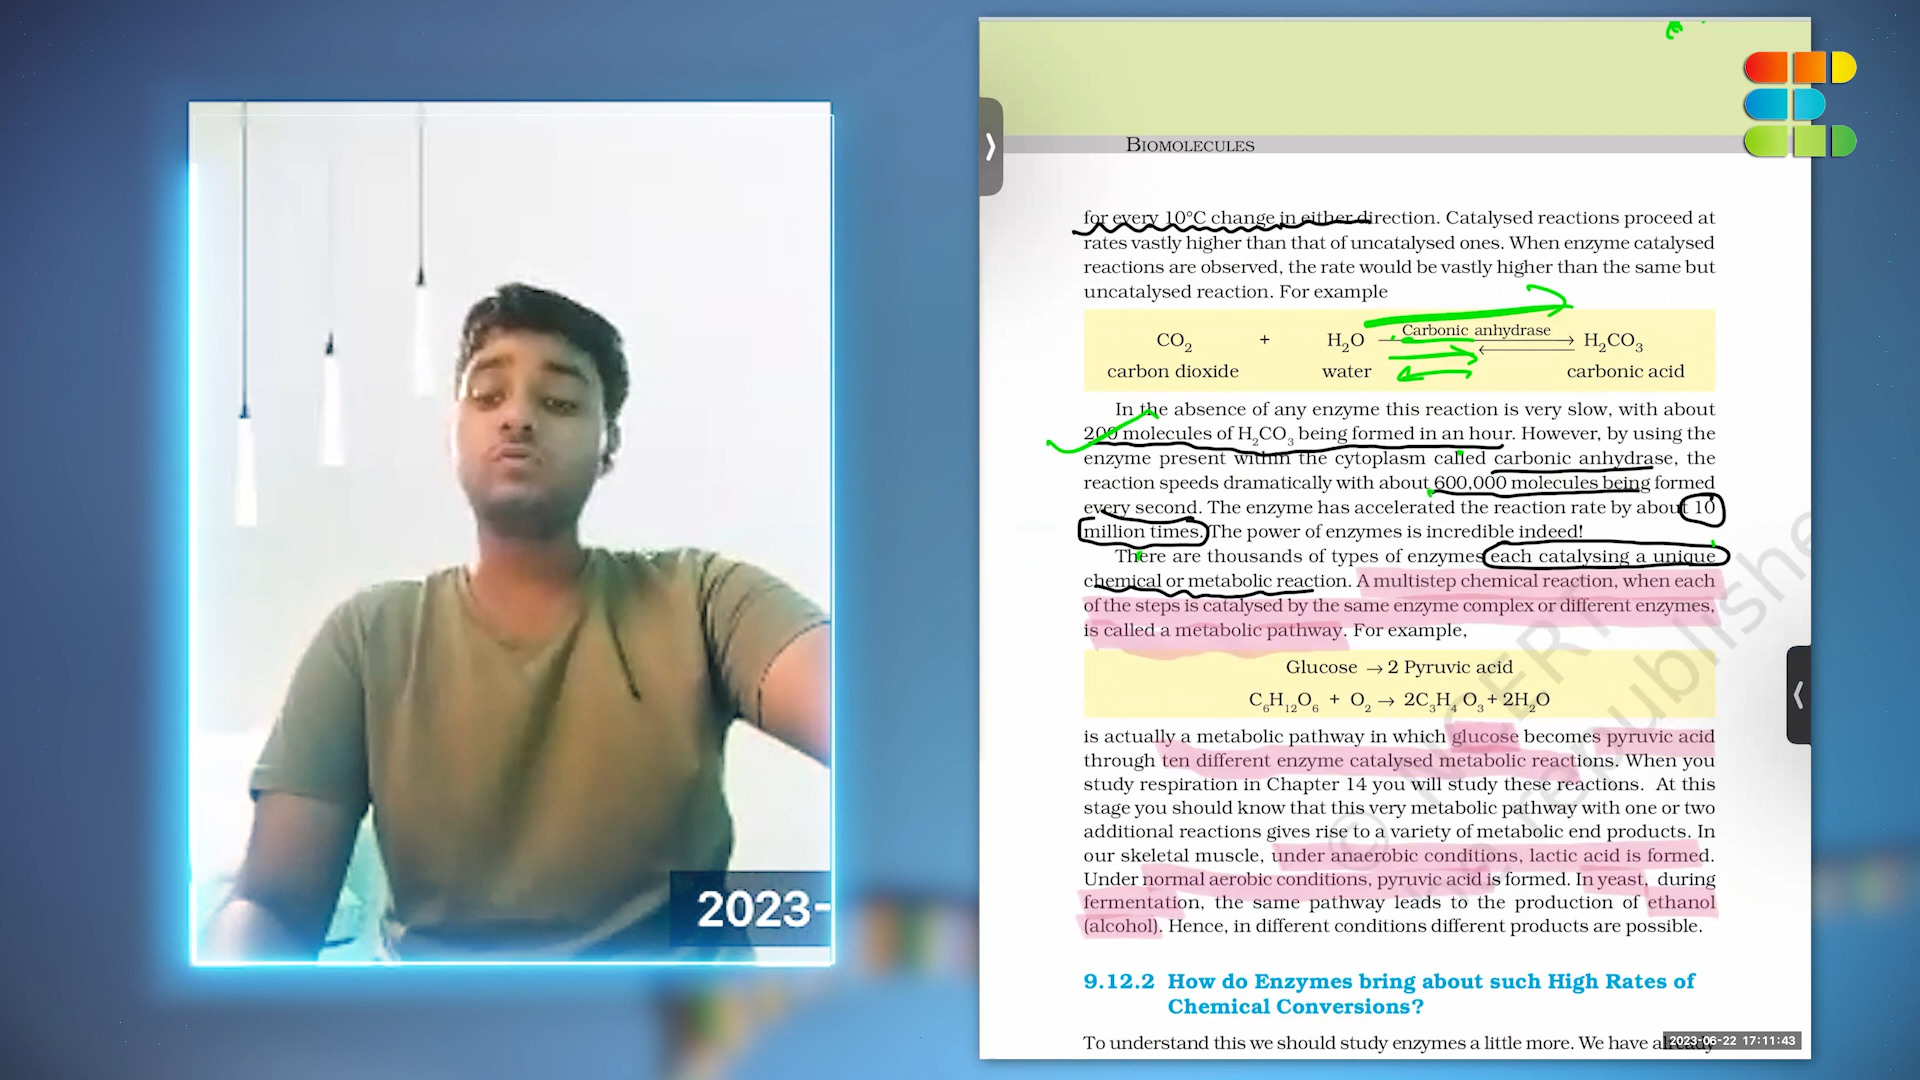 BIOMOLECULES
for every 10°C change in either direction. Catalysed reactions proceed at
rates vastly higher than that of uncatalysed ones. When enzyme catalysed
reactions are observed, the rate would be vastly higher than the same but
uncatalysed reaction. For example
Carbonic anhydrase
CO₂ + H₂O ⟶ H₂CO₃
carbon dioxide water carbonic acid
In the absence of any enzyme this reaction is very slow, with about
200 molecules of H₂CO₃ being formed in an hour. However, by using the
enzyme present within the cytoplasm called carbonic anhydrase, the
reaction speeds dramatically with about 600,000 molecules being formed
every second. The enzyme has accelerated the reaction rate by about 10
million times. The power of enzymes is incredible indeed!
There are thousands of types of enzymes each catalysing a unique
chemical or metabolic reaction. A multistep chemical reaction, when each
of the steps is catalysed by the same enzyme complex or different enzymes,
is called a metabolic pathway. For example,
Glucose → 2 Pyruvic acid
C₆H₁₂O₆ + O₂ → 2C₃H₄ O₃ + 2H₂O
is actually a metabolic pathway in which glucose becomes pyruvic acid
through ten different enzyme catalysed metabolic reactions. When you
study respiration in Chapter 14 you will study these reactions. At this
stage you should know that this very metabolic pathway with one or two
additional reactions gives rise to a variety of metabolic end products. In
our skeletal muscle, under anaerobic conditions, lactic acid is formed.
Under normal aerobic conditions, pyruvic acid is formed. In yeast, during
fermentation, the same pathway leads to the production of ethanol
(alcohol). Hence, in different conditions different products are possible.
9.12.2 How do Enzymes bring about such High Rates of
Chemical Conversions?
To understand this we should study enzymes a little more. We have already
2023-06-22 17:11:43
2023-